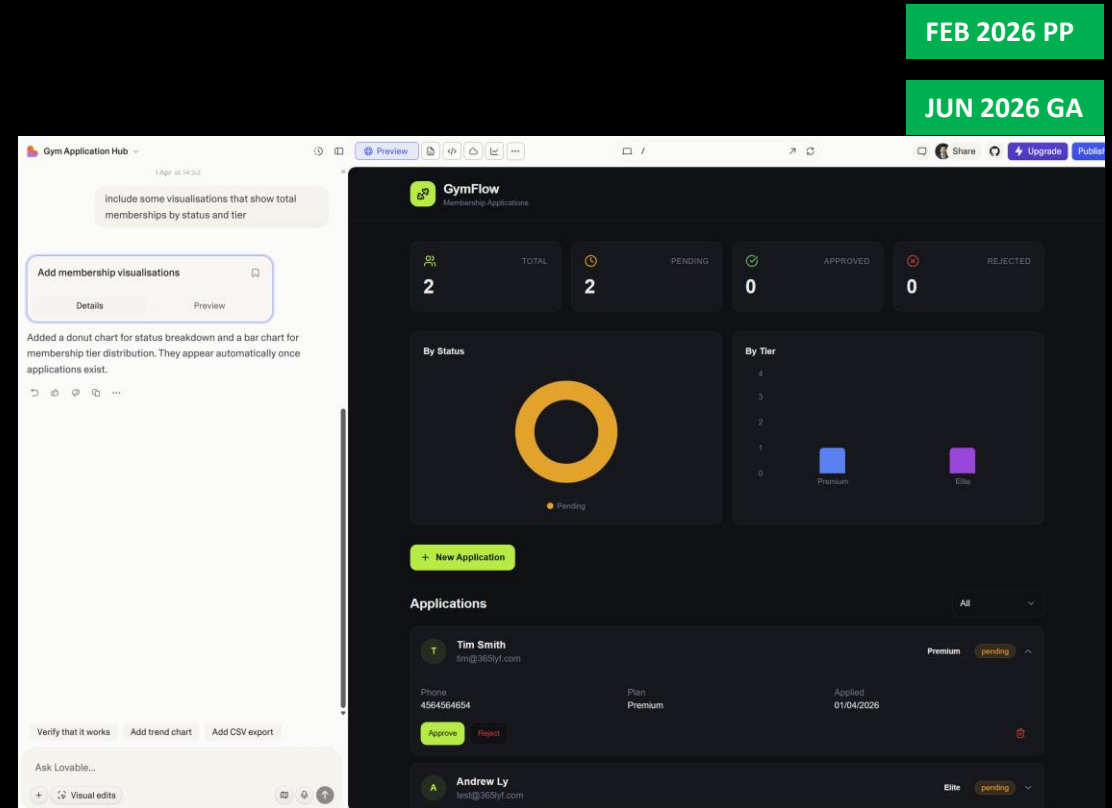 FEB 2026 PP
JUN 2026 GA
Gym Application Hub
Preview
/
Share
Upgrade
Publish
1 Apr at 14:53
include some visualisations that show total
memberships by status and tier
Add membership visualisations
Details
Preview
Added a donut chart for status breakdown and a bar chart for
membership tier distribution. They appear automatically once
applications exist.
Verify that it works
Add trend chart
Add CSV export
Ask Lovable...
Visual edits
GymFlow
Membership Applications
TOTAL
2
PENDING
2
APPROVED
0
REJECTED
0
By Status
Pending
By Tier
4
3
2
1
0
Premium
Elite
+ New Application
Applications
All
T
Tim Smith
tim@365lyf.com
Premium
pending
Phone
4564564654
Plan
Premium
Applied
01/04/2026
Approve
Reject
A
Andrew Ly
test@365lyf.com
Elite
pending